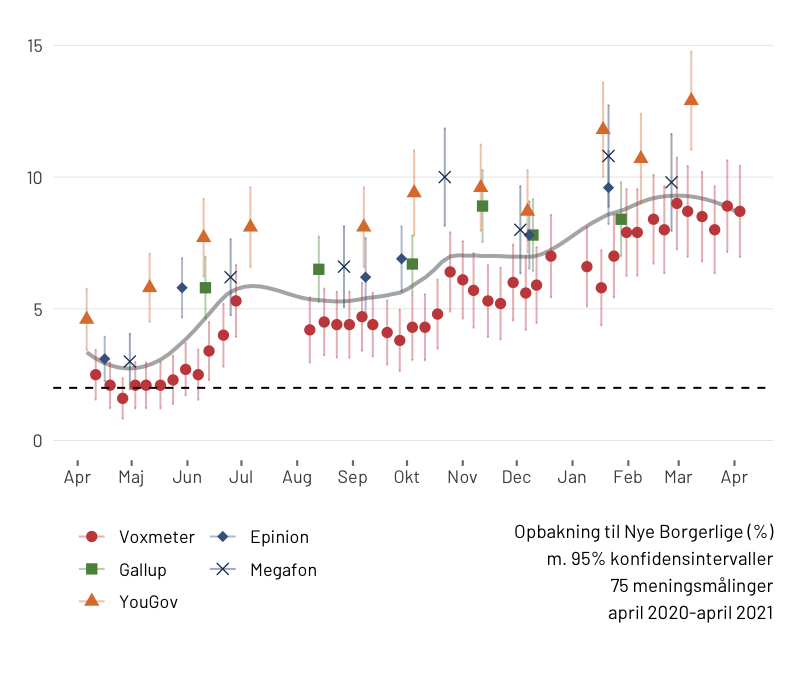 15
10
5
0
Apr Maj Jun Jul Aug Sep Okt Nov Dec Jan Feb Mar Apr
Voxmeter Epinion
Gallup Megafon
YouGov
Opbakning til Nye Borgerlige (%)
m. 95% konfidensintervaller
75 meningsmålinger
april 2020-april 2021